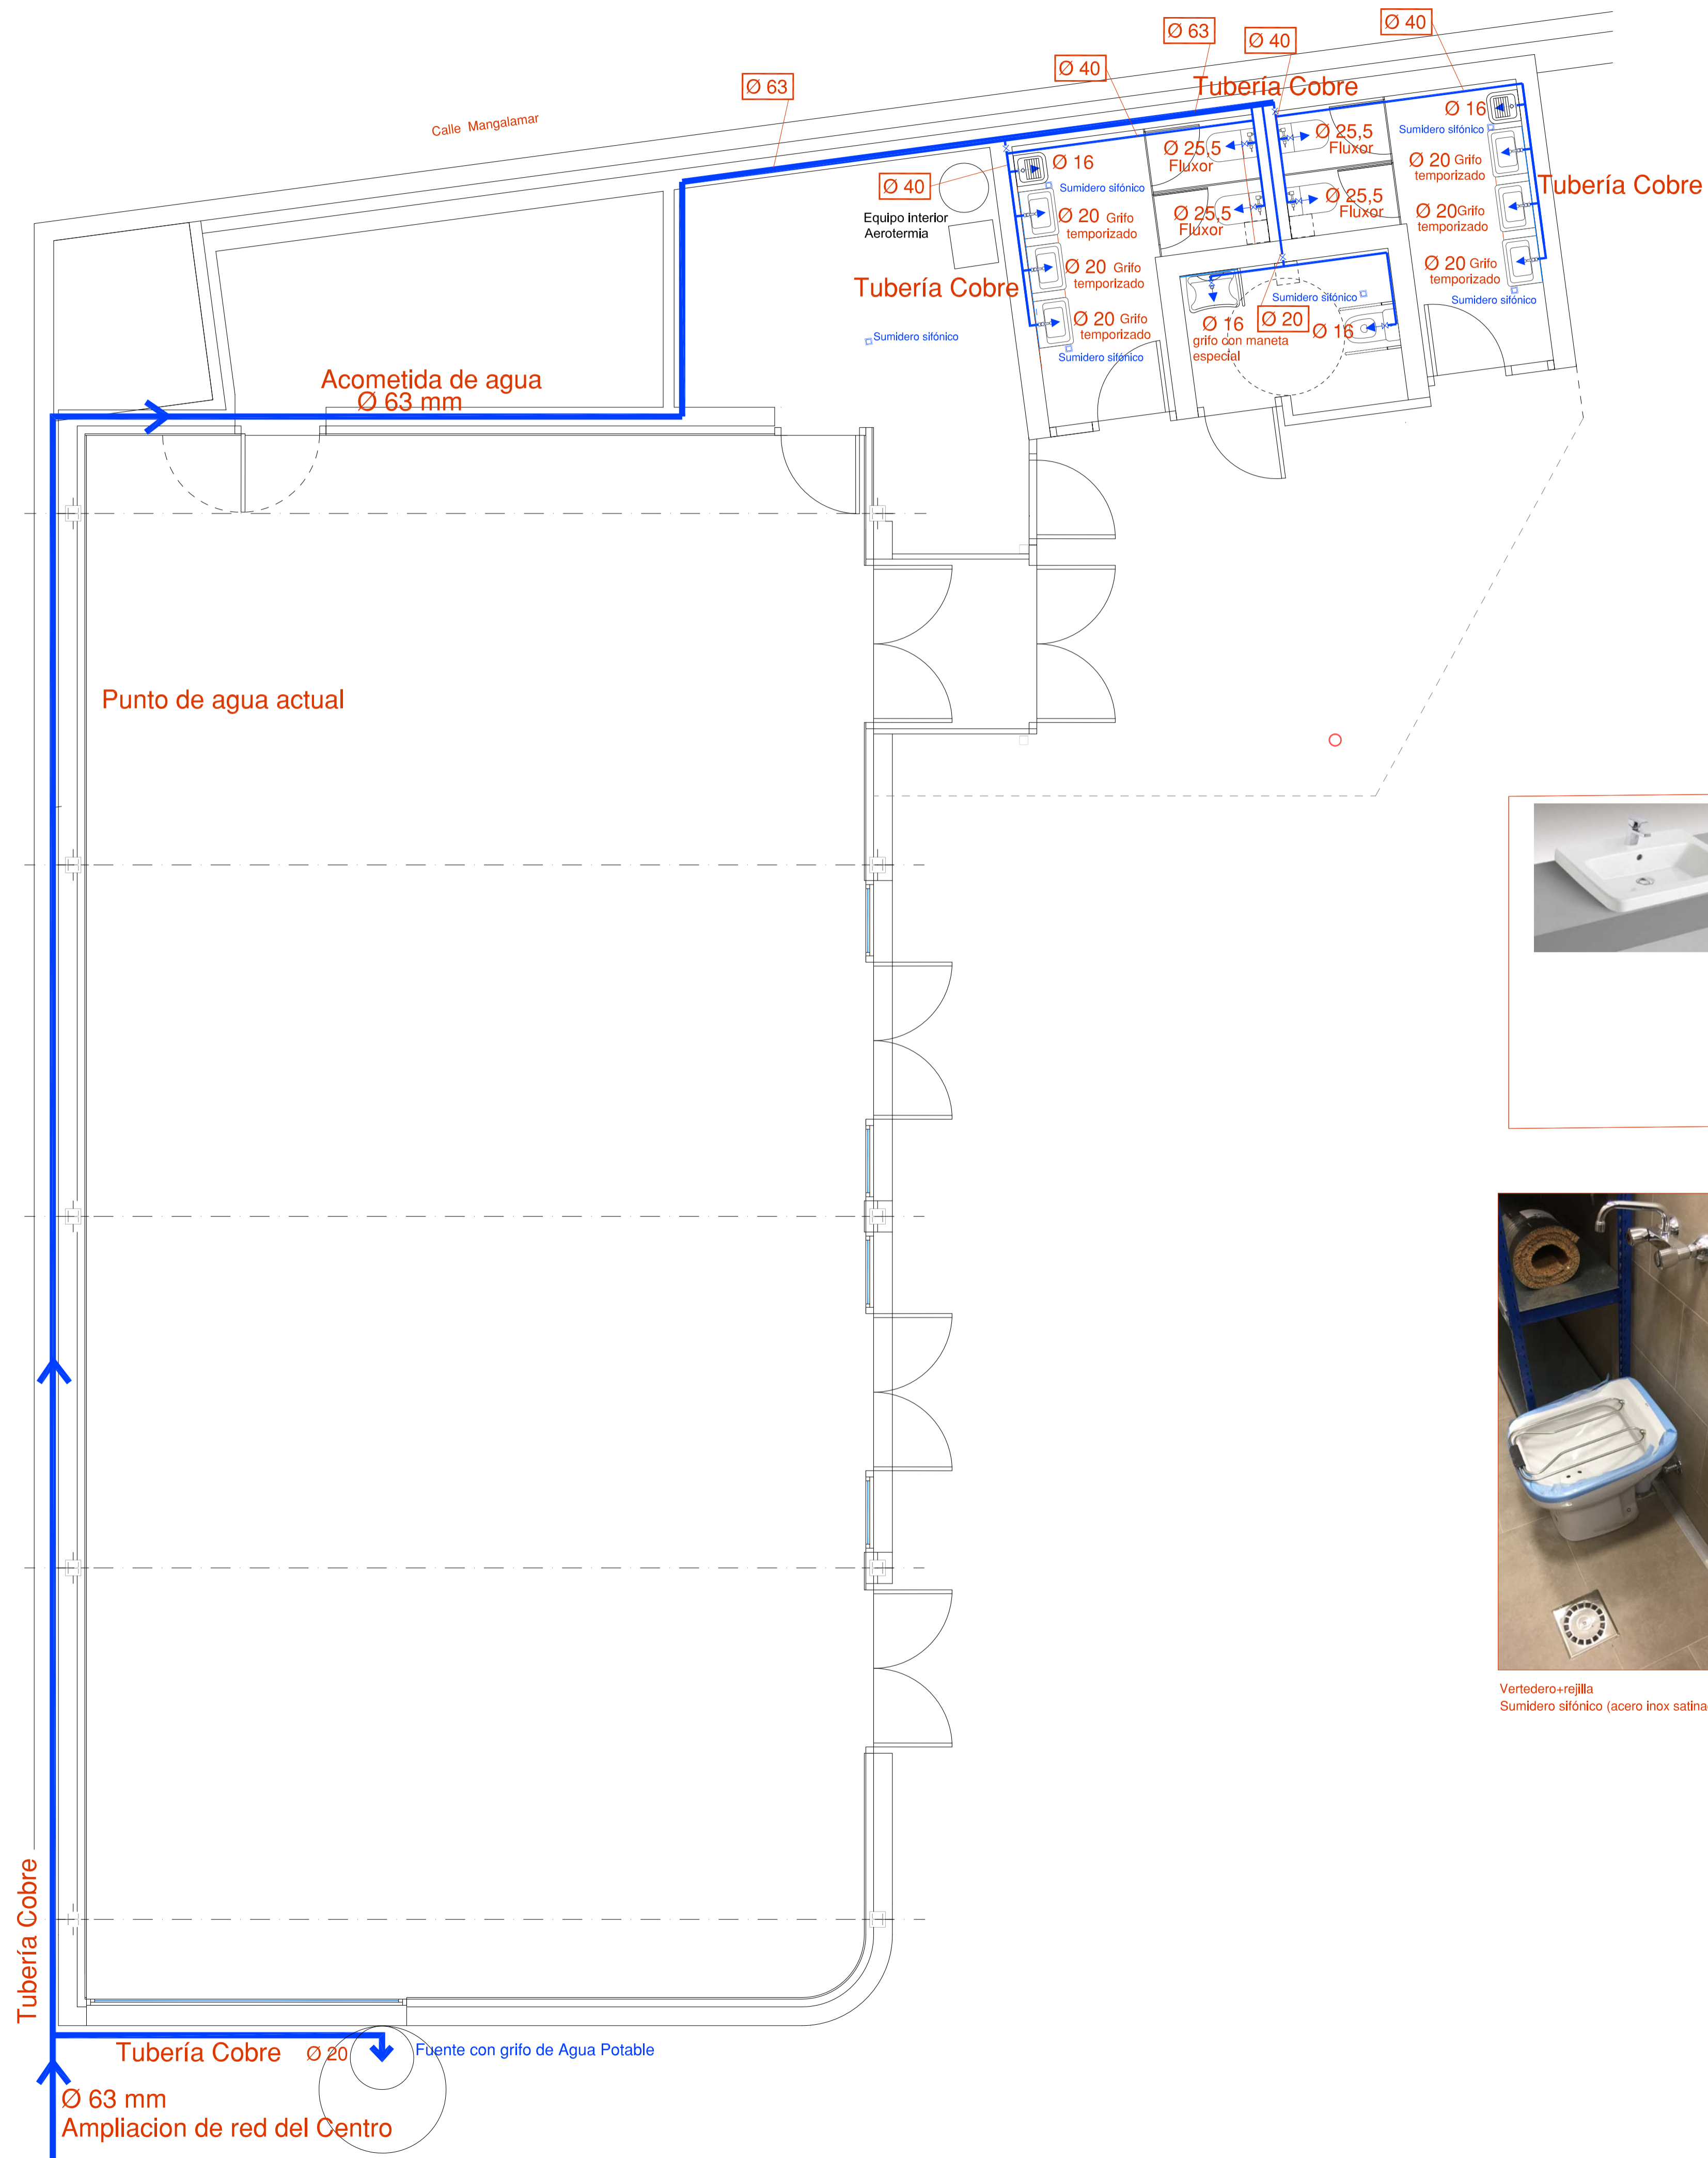 Ø 40
Ø 63
Ø 40
Ø 40
Ø 63
Tubería Cobre
Calle Mangalamar
Ø 16
Sumidero sifónico
Ø 25,5
Fluxor
Ø 25,5
Fluxor
Ø 16
Ø 20 Grifo
temporizado
Tubería Cobre
Ø 40
Sumidero sifónico
Equipo interior
Aerotermia
Ø 20 Grifo
temporizado
Ø 25,5
Fluxor
Ø 25,5
Fluxor
Ø 20Grifo
temporizado
Ø 20 Grifo
temporizado
Ø 20 Grifo
temporizado
Tubería Cobre
Sumidero sifónico
Sumidero sifónico
Ø 20 Grifo
temporizado
Ø 16
grifo con maneta
especial
Ø 20
Ø 16
Sumidero sifónico
Sumidero sifónico
Acometida de agua
Ø 63 mm
Punto de agua actual
Vertedero+rejilla
Sumidero sifónico (acero inox satina
Tubería Cobre
Tubería Cobre Ø 20
Fuente con grifo de Agua Potable
Ø 63 mm
Ampliacion de red del Centro